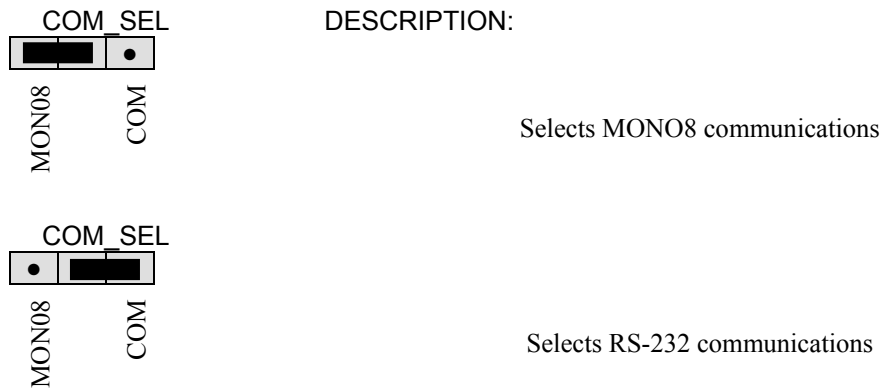 COM_SEL
DESCRIPTION:
MON08
COM
Selects MONO8 communications
COM_SEL
MON08
COM
Selects RS-232 communications